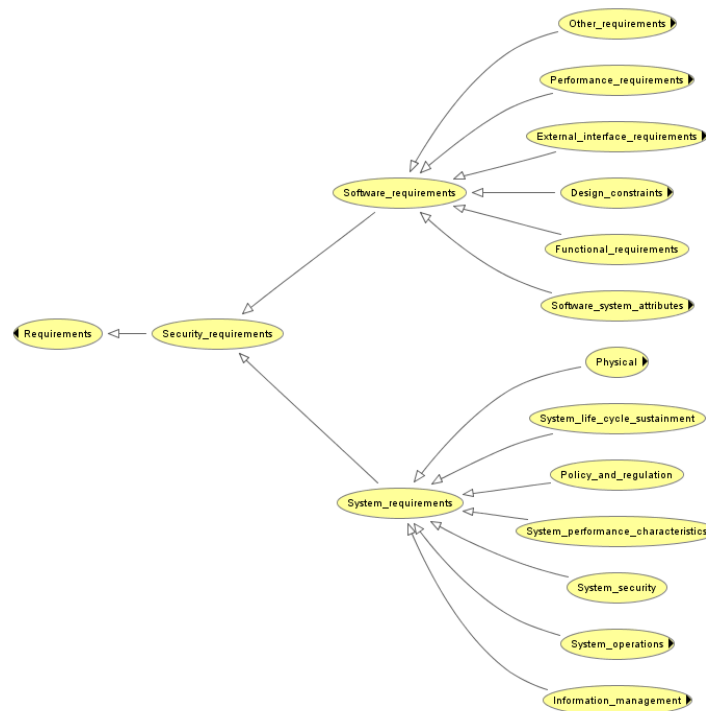 Other_requirements
Performance_requirements
External_interface_requirements
Software_requirements
Design_constraints
Functional_requirements
Software_system_attributes
Requirements
Security_requirements
Physical
System_life_cycle_sustainment
Policy_and_regulation
System_requirements
System_performance_characteristics
System_security
System_operations
Information_management